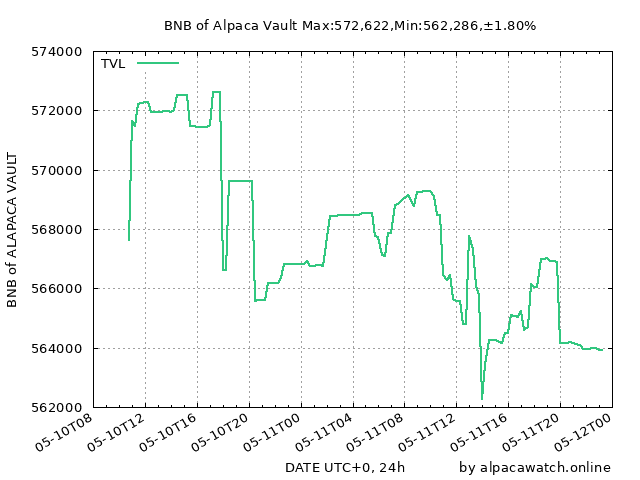 BNB of Alpaca Vault Max:572,622,Min:562,286,±1.80%
TVL
574000
572000
570000
568000
566000
564000
562000
BNB of ALAPACA VAULT
05-10T08
05-10T12
05-10T16
05-10T20
05-11T00
05-11T04
05-11T08
05-11T12
05-11T16
05-11T20
05-12T00
DATE UTC+0, 24h
by alpacawatch.online